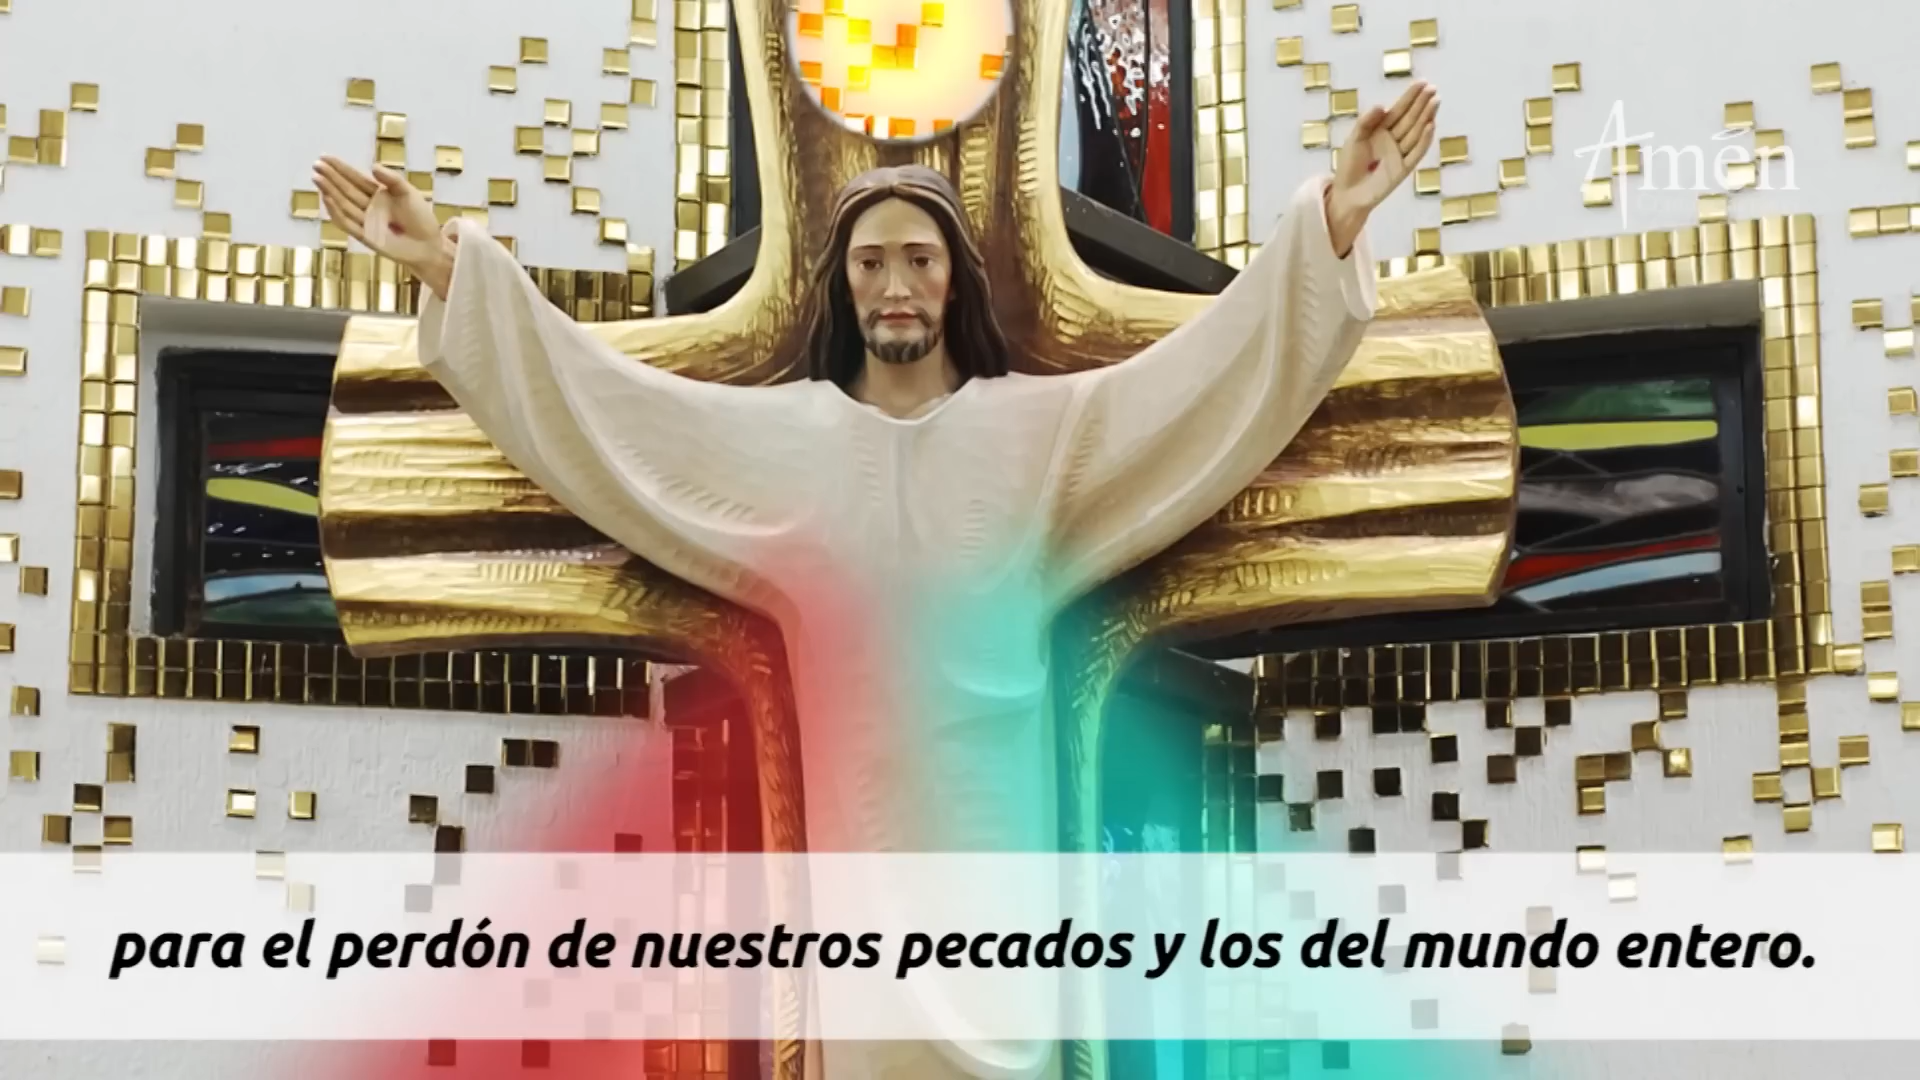 Amén
para el perdón de nuestros pecados y los del mundo entero.